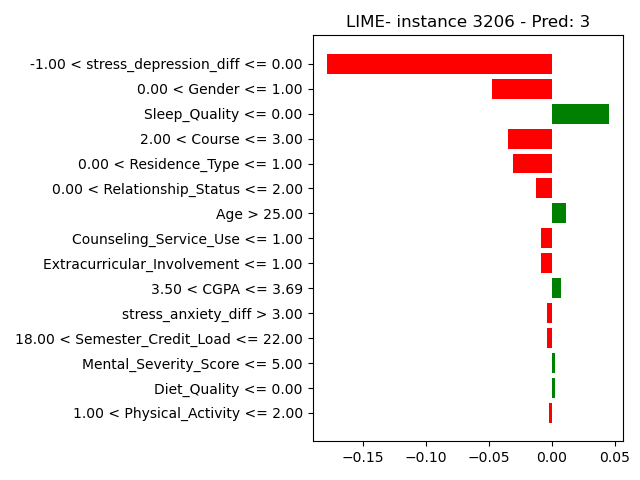 LIME- instance 3206 - Pred: 3
-1.00 < stress_depression_diff <= 0.00
0.00 < Gender <= 1.00
Sleep_Quality <= 0.00
2.00 < Course <= 3.00
0.00 < Residence_Type <= 1.00
0.00 < Relationship_Status <= 2.00
Age > 25.00
Counseling_Service_Use <= 1.00
Extracurricular_Involvement <= 1.00
3.50 < CGPA <= 3.69
stress_anxiety_diff > 3.00
18.00 < Semester_Credit_Load <= 22.00
Mental_Severity_Score <= 5.00
Diet_Quality <= 0.00
1.00 < Physical_Activity <= 2.00
−0.15 −0.10 −0.05 0.00 0.05